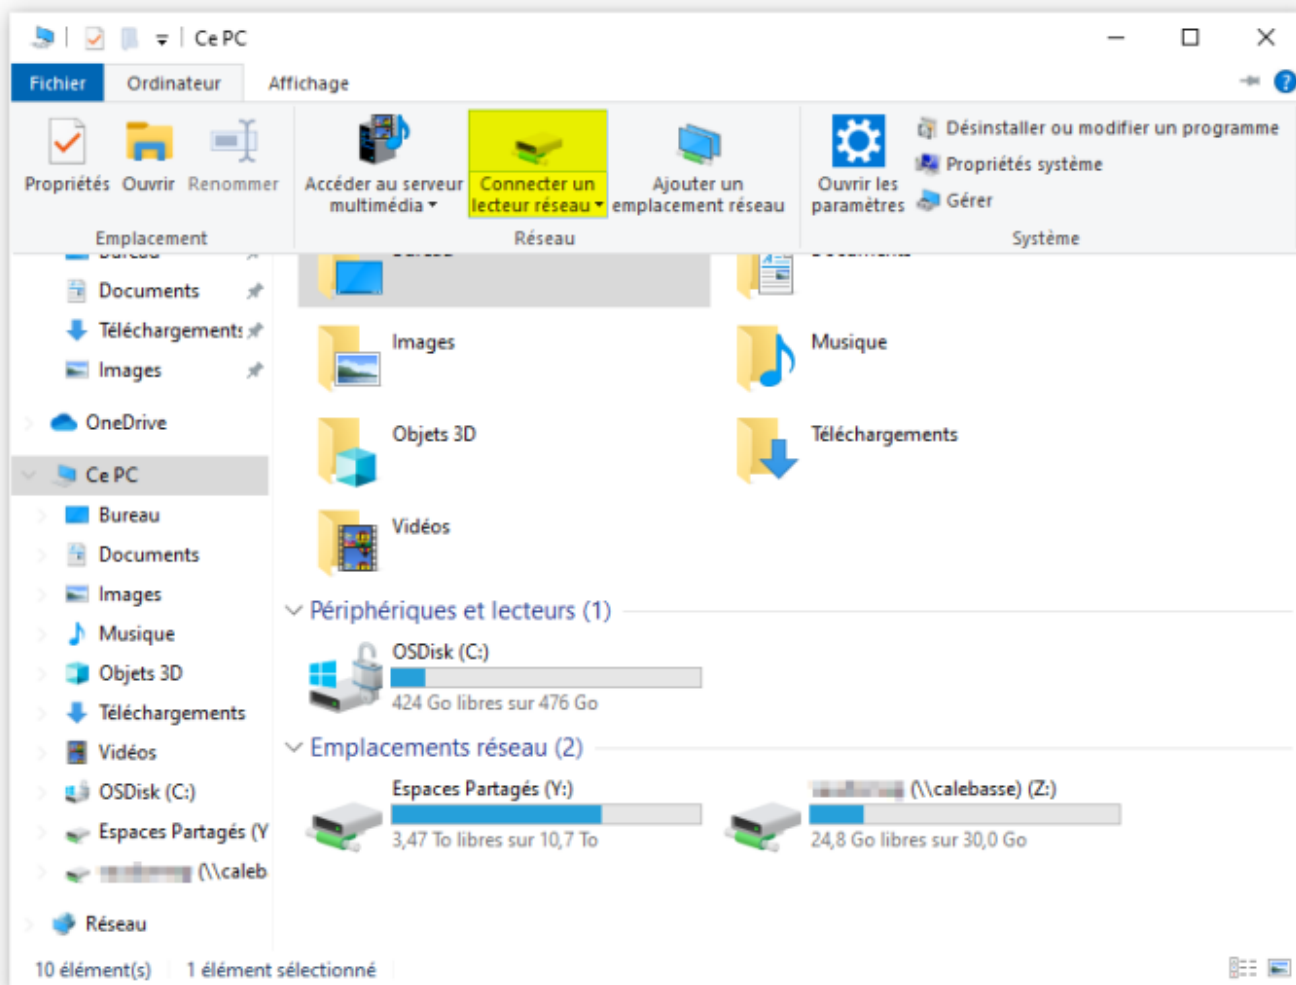 Ce PC
Fichier Ordinateur Affichage
Propriétés Ouvrir Renommer
Accéder au serveur
multimédia
Connecter un
lecteur réseau
Ajouter un
emplacement réseau
Ouvrir les
paramètres
Désinstaller ou modifier un programme
Propriétés système
Gérer
Emplacement Réseau Système
Documents
Téléchargements
Images
OneDrive
Ce PC
Bureau
Documents
Images
Musique
Objets 3D
Téléchargements
Vidéos
OSDisk (C:)
Espaces Partagés (Y
(\\caleb
Réseau
Bureau
Documents
Images
Musique
Objets 3D
Téléchargements
Vidéos
Périphériques et lecteurs (1)
OSDisk (C:)
424 Go libres sur 476 Go
Emplacements réseau (2)
Espaces Partagés (Y:)
3,47 To libres sur 10,7 To
(\\calebasse) (Z:)
24,8 Go libres sur 30,0 Go
10 élément(s) 1 élément sélectionné